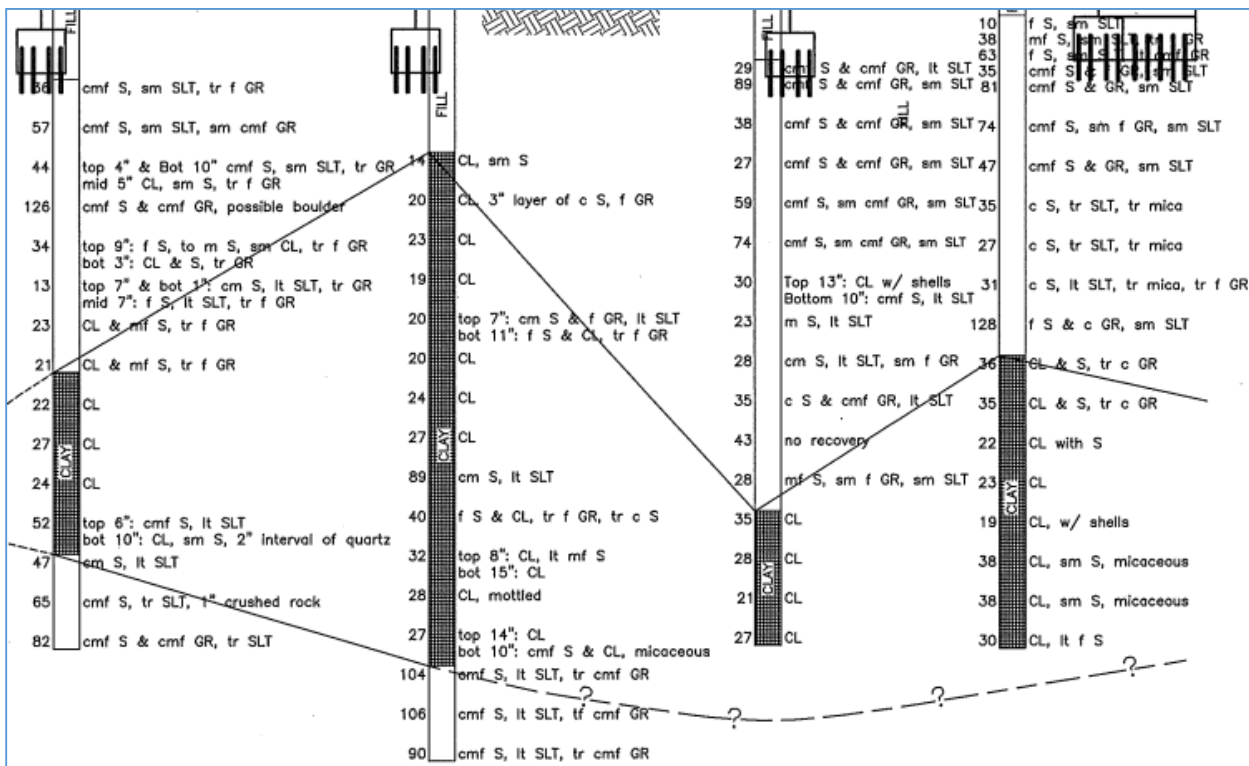 FILL
36 cmf S, sm SLT, tr f GR
57 cmf S, sm SLT, sm cmf GR
44 top 4" & Bot 10" cmf S, sm SLT, tr GR
mid 5" CL, sm S, tr f GR
126 cmf S & cmf GR, possible boulder
34 top 9": f S, to m S, sm CL, tr f GR
bot 3": CL & S, tr GR
13 top 7" & bot 1": cm S, lt SLT, tr GR
mid 7": f S, lt SLT, tr f GR
23 CL & mf S, tr f GR
21 CL & mf S, tr f GR
22 CL
27 CL
CLAY
24 CL
52 top 6": cmf S, lt SLT
bot 10": CL, sm S, 2" interval of quartz
47 cm S, lt SLT
65 cmf S, tr SLT, 1" crushed rock
82 cmf S & cmf GR, tr SLT
FILL
14 CL, sm S
20 CL, 3" layer of c S, f GR
23 CL
19 CL
20 top 7": cm S & f GR, lt SLT
bot 11": f S & CL, tr f GR
20 CL
24 CL
27 CL
CLAY
89 cm S, lt SLT
40 f S & CL, tr f GR, tr c S
32 top 8": CL, lt mf S
bot 15": CL
28 CL, mottled
27 top 14": CL
bot 10": cmf S & CL, micaceous
104 cmf S, lt SLT, tr cmf GR
106 cmf S, lt SLT, tf cmf GR
90 cmf S, lt SLT, tr cmf GR
FILL
29 cmf S & cmf GR, lt SLT
89 cmf S & cmf GR, sm SLT
FILL
38 cmf S & cmf GR, sm SLT
27 cmf S & cmf GR, sm SLT
59 cmf S, sm cmf GR, sm SLT
74 cmf S, sm cmf GR, sm SLT
30 Top 13": CL w/ shells
Bottom 10": cmf S, lt SLT
23 m S, lt SLT
28 cm S, lt SLT, sm f GR
35 c S & cmf GR, lt SLT
43 no recovery
28 mf S, sm f GR, sm SLT
35 CL
28 CL
CLAY
21 CL
27 CL
10 f S, sm SLT
38 mf S, sm SLT, tr GR
63 f S, sm SLT, cmf GR
35 cmf S & f GR, sm SLT
81 cmf S & GR, sm SLT
74 cmf S, sm f GR, sm SLT
47 cmf S & GR, sm SLT
35 c S, tr SLT, tr mica
27 c S, tr SLT, tr mica
31 c S, lt SLT, tr mica, tr f GR
128 f S & c GR, sm SLT
36 CL & S, tr c GR
35 CL & S, tr c GR
22 CL with S
23 CL
CLAY
19 CL, w/ shells
38 CL, sm S, micaceous
38 CL, sm S, micaceous
30 CL, lt f S
?
?
?
?